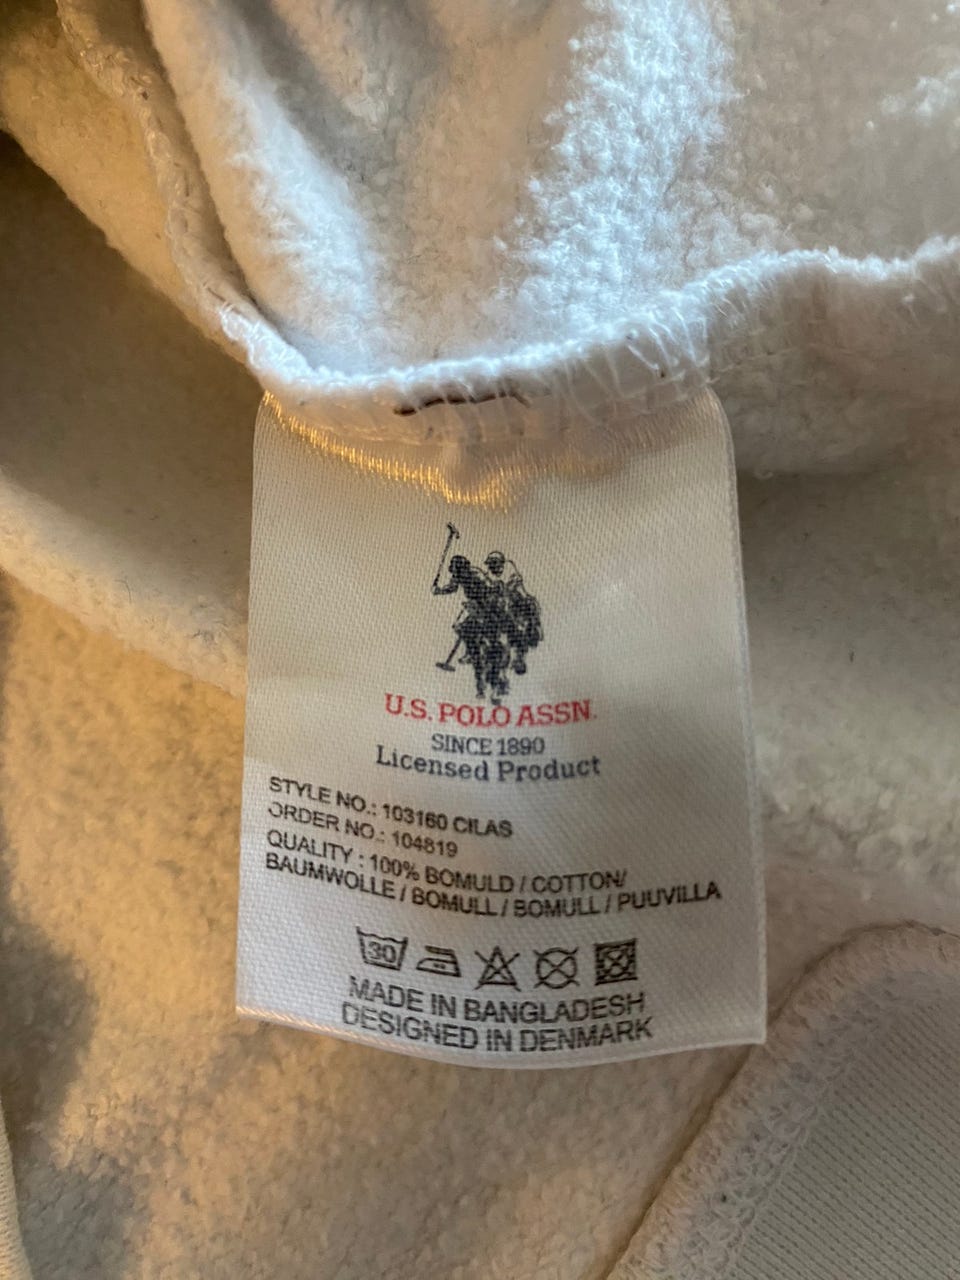 U.S. POLO ASSN.
SINCE 1890
Licensed Product
STYLE NO.: 103160 CILAS
ORDER NO.: 104819
QUALITY : 100% BOMULD / COTTON/
BAUMWOLLE / BOMULL / BOMULL / PUUVILLA
30
MADE IN BANGLADESH
DESIGNED IN DENMARK